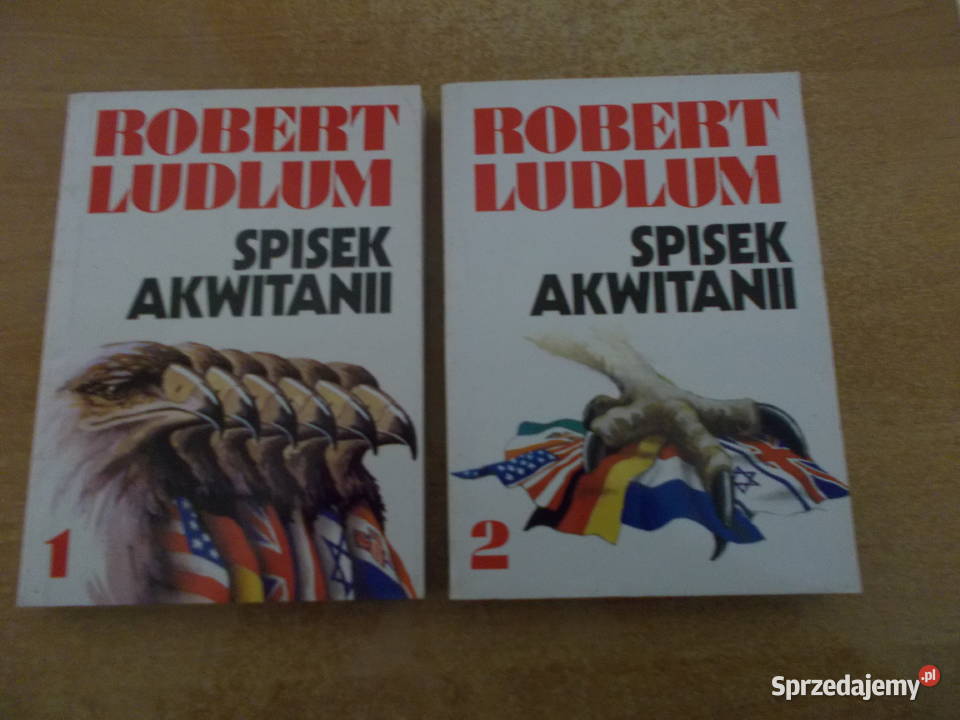 ROBERT
LUDLUM
SPISEK
AKWITANII
1
ROBERT
LUDLUM
SPISEK
AKWITANII
2
Sprzedajemy.pl